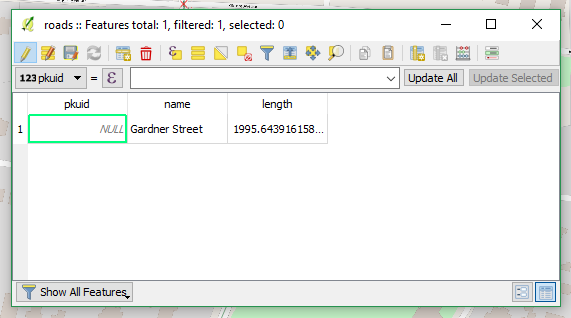 roads :: Features total: 1, filtered: 1, selected: 0
123 pkuid = ε Update All Update Selected
pkuid name length
1 NULL Gardner Street 1995.643916158...
Show All Features